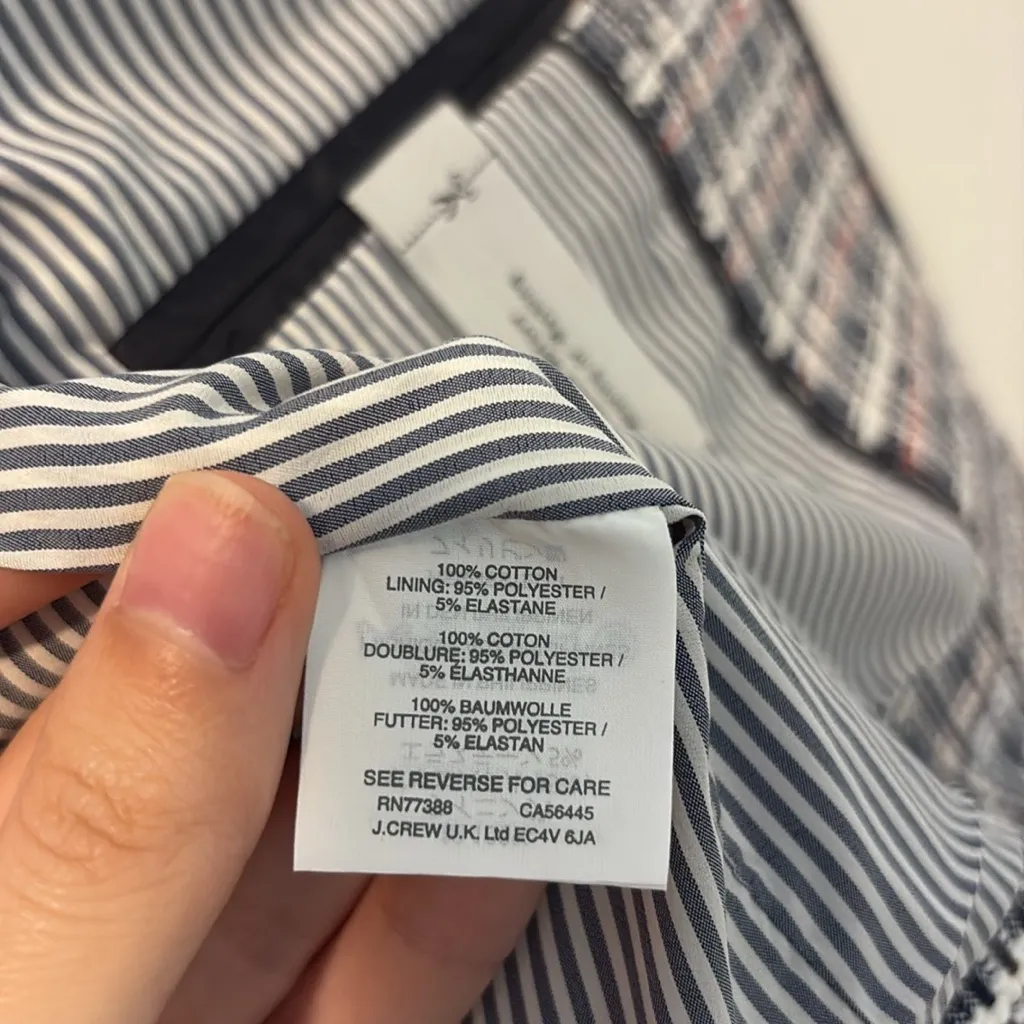 100% COTTON
LINING: 95% POLYESTER /
5% ELASTANE
100% COTON
DOUBLURE: 95% POLYESTER /
5% ÉLASTHANNE
100% BAUMWOLLE
FUTTER: 95% POLYESTER /
5% ELASTAN
SEE REVERSE FOR CARE
RN77388 CA56445
J.CREW U.K. Ltd EC4V 6JA